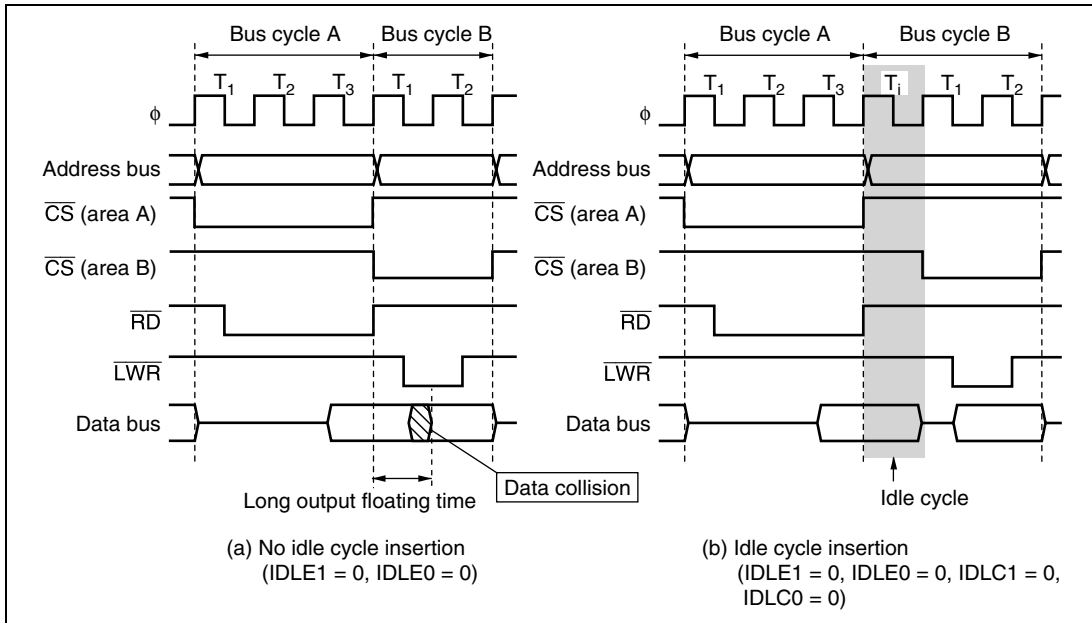 Bus cycle A Bus cycle B
T1 T2 T3 T1 T2
φ
Address bus
CS (area A)
CS (area B)
RD
LWR
Data bus
Long output floating time
Data collision
(a) No idle cycle insertion
(IDLE1 = 0, IDLE0 = 0)
Bus cycle A Bus cycle B
T1 T2 T3 Ti T1 T2
φ
Address bus
CS (area A)
CS (area B)
RD
LWR
Data bus
Idle cycle
(b) Idle cycle insertion
(IDLE1 = 0, IDLE0 = 0, IDLC1 = 0,
IDLC0 = 0)